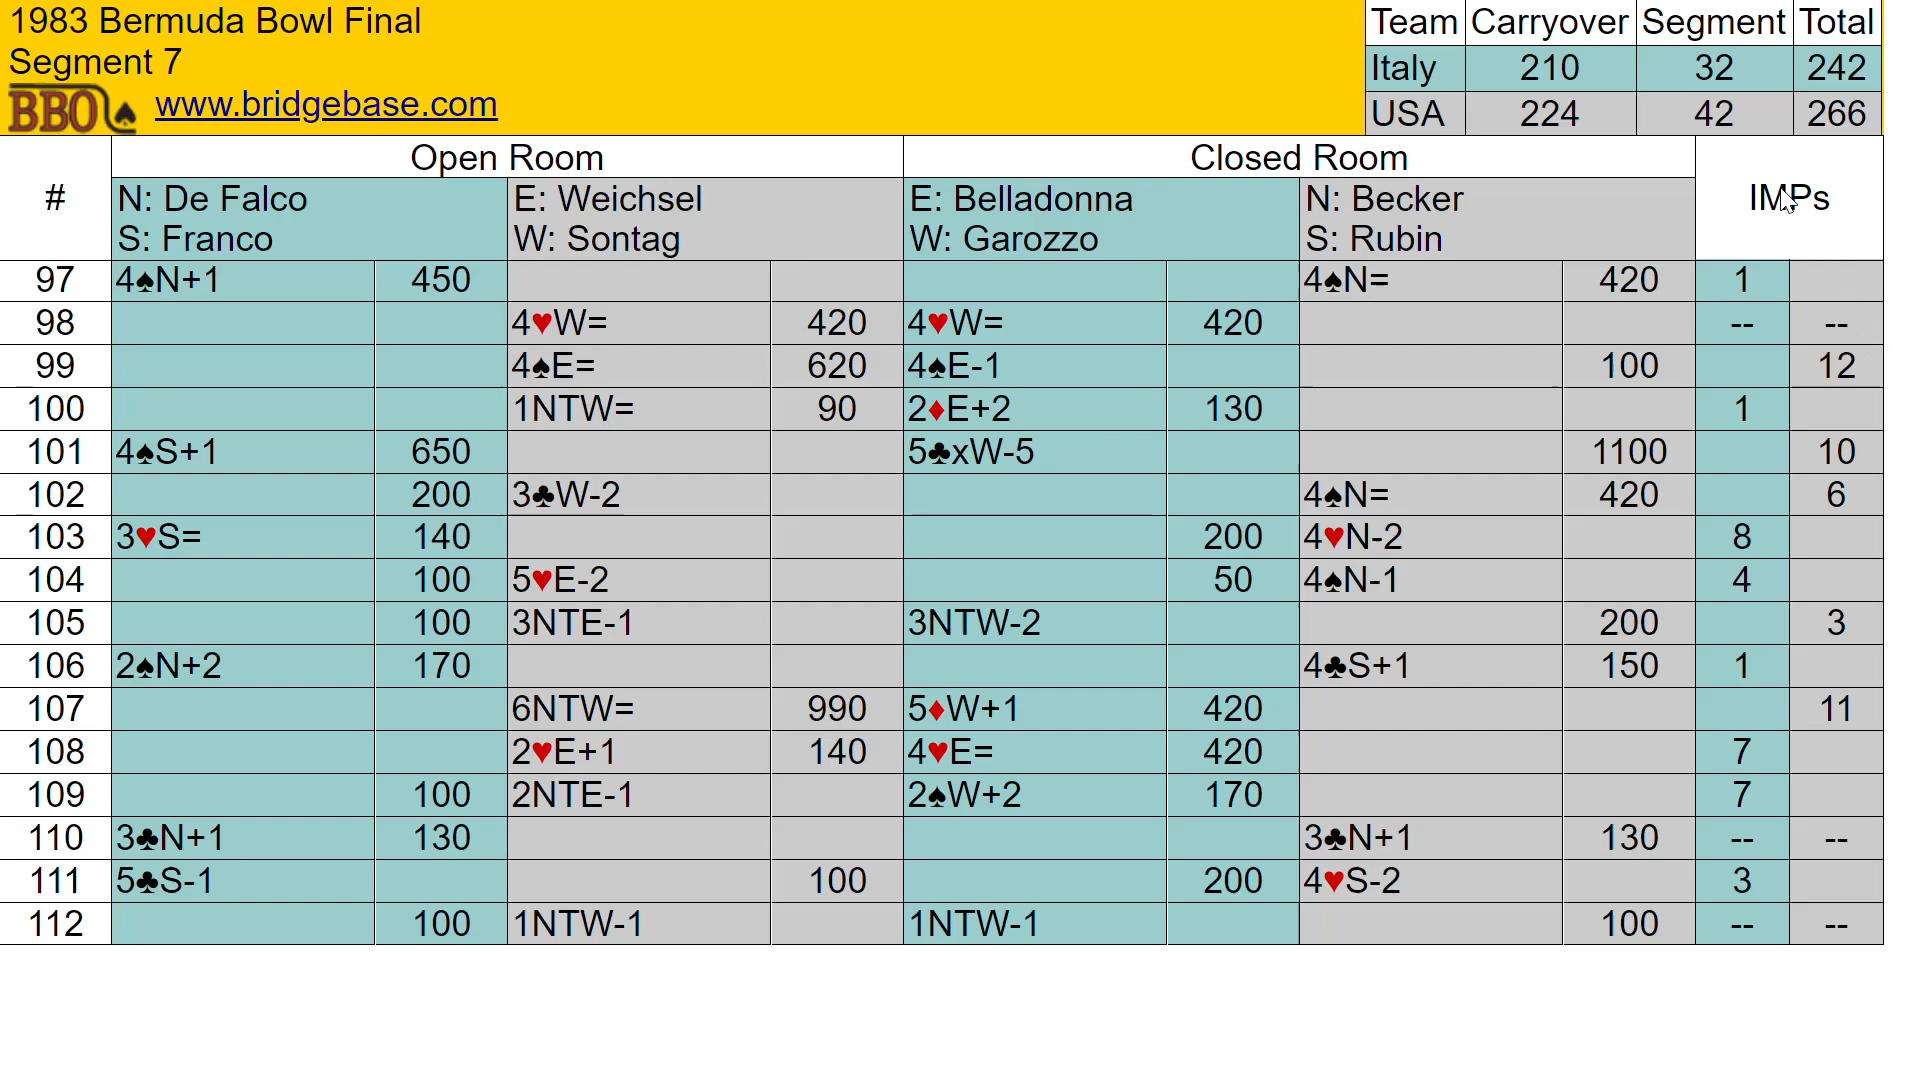 1983 Bermuda Bowl Final
Segment 7
BBO♠ www.bridgebase.com
Team Carryover Segment Total
Italy 210 32 242
USA 224 42 266
# Open Room Closed Room IMPs
N: De Falco E: Weichsel E: Belladonna N: Becker
S: Franco W: Sontag W: Garozzo S: Rubin
97 4♠N+1 450 4♠N= 420 1
98 4♥W= 420 4♥W= 420 -- --
99 4♠E= 620 4♠E-1 100 12
100 1NTW= 90 2♦E+2 130 1
101 4♠S+1 650 5♣xW-5 1100 10
102 200 3♣W-2 4♠N= 420 6
103 3♥S= 140 200 4♥N-2 8
104 100 5♥E-2 50 4♠N-1 4
105 100 3NTE-1 3NTW-2 200 3
106 2♠N+2 170 4♣S+1 150 1
107 6NTW= 990 5♦W+1 420 11
108 2♥E+1 140 4♥E= 420 7
109 100 2NTE-1 2♠W+2 170 7
110 3♣N+1 130 3♣N+1 130 -- --
111 5♣S-1 100 200 4♥S-2 3
112 100 1NTW-1 1NTW-1 100 -- --